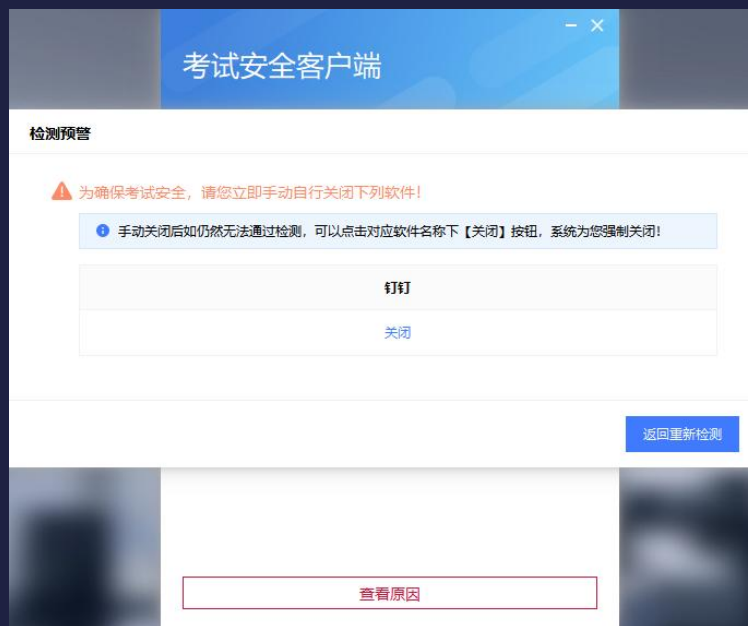 考试安全客户端
检测预警
为确保考试安全，请您立即手动自行关闭下列软件！
手动关闭后如仍然无法通过检测，可以点击对应软件名称下【关闭】按钮，系统为您强制关闭！
钉钉
关闭
返回重新检测
查看原因